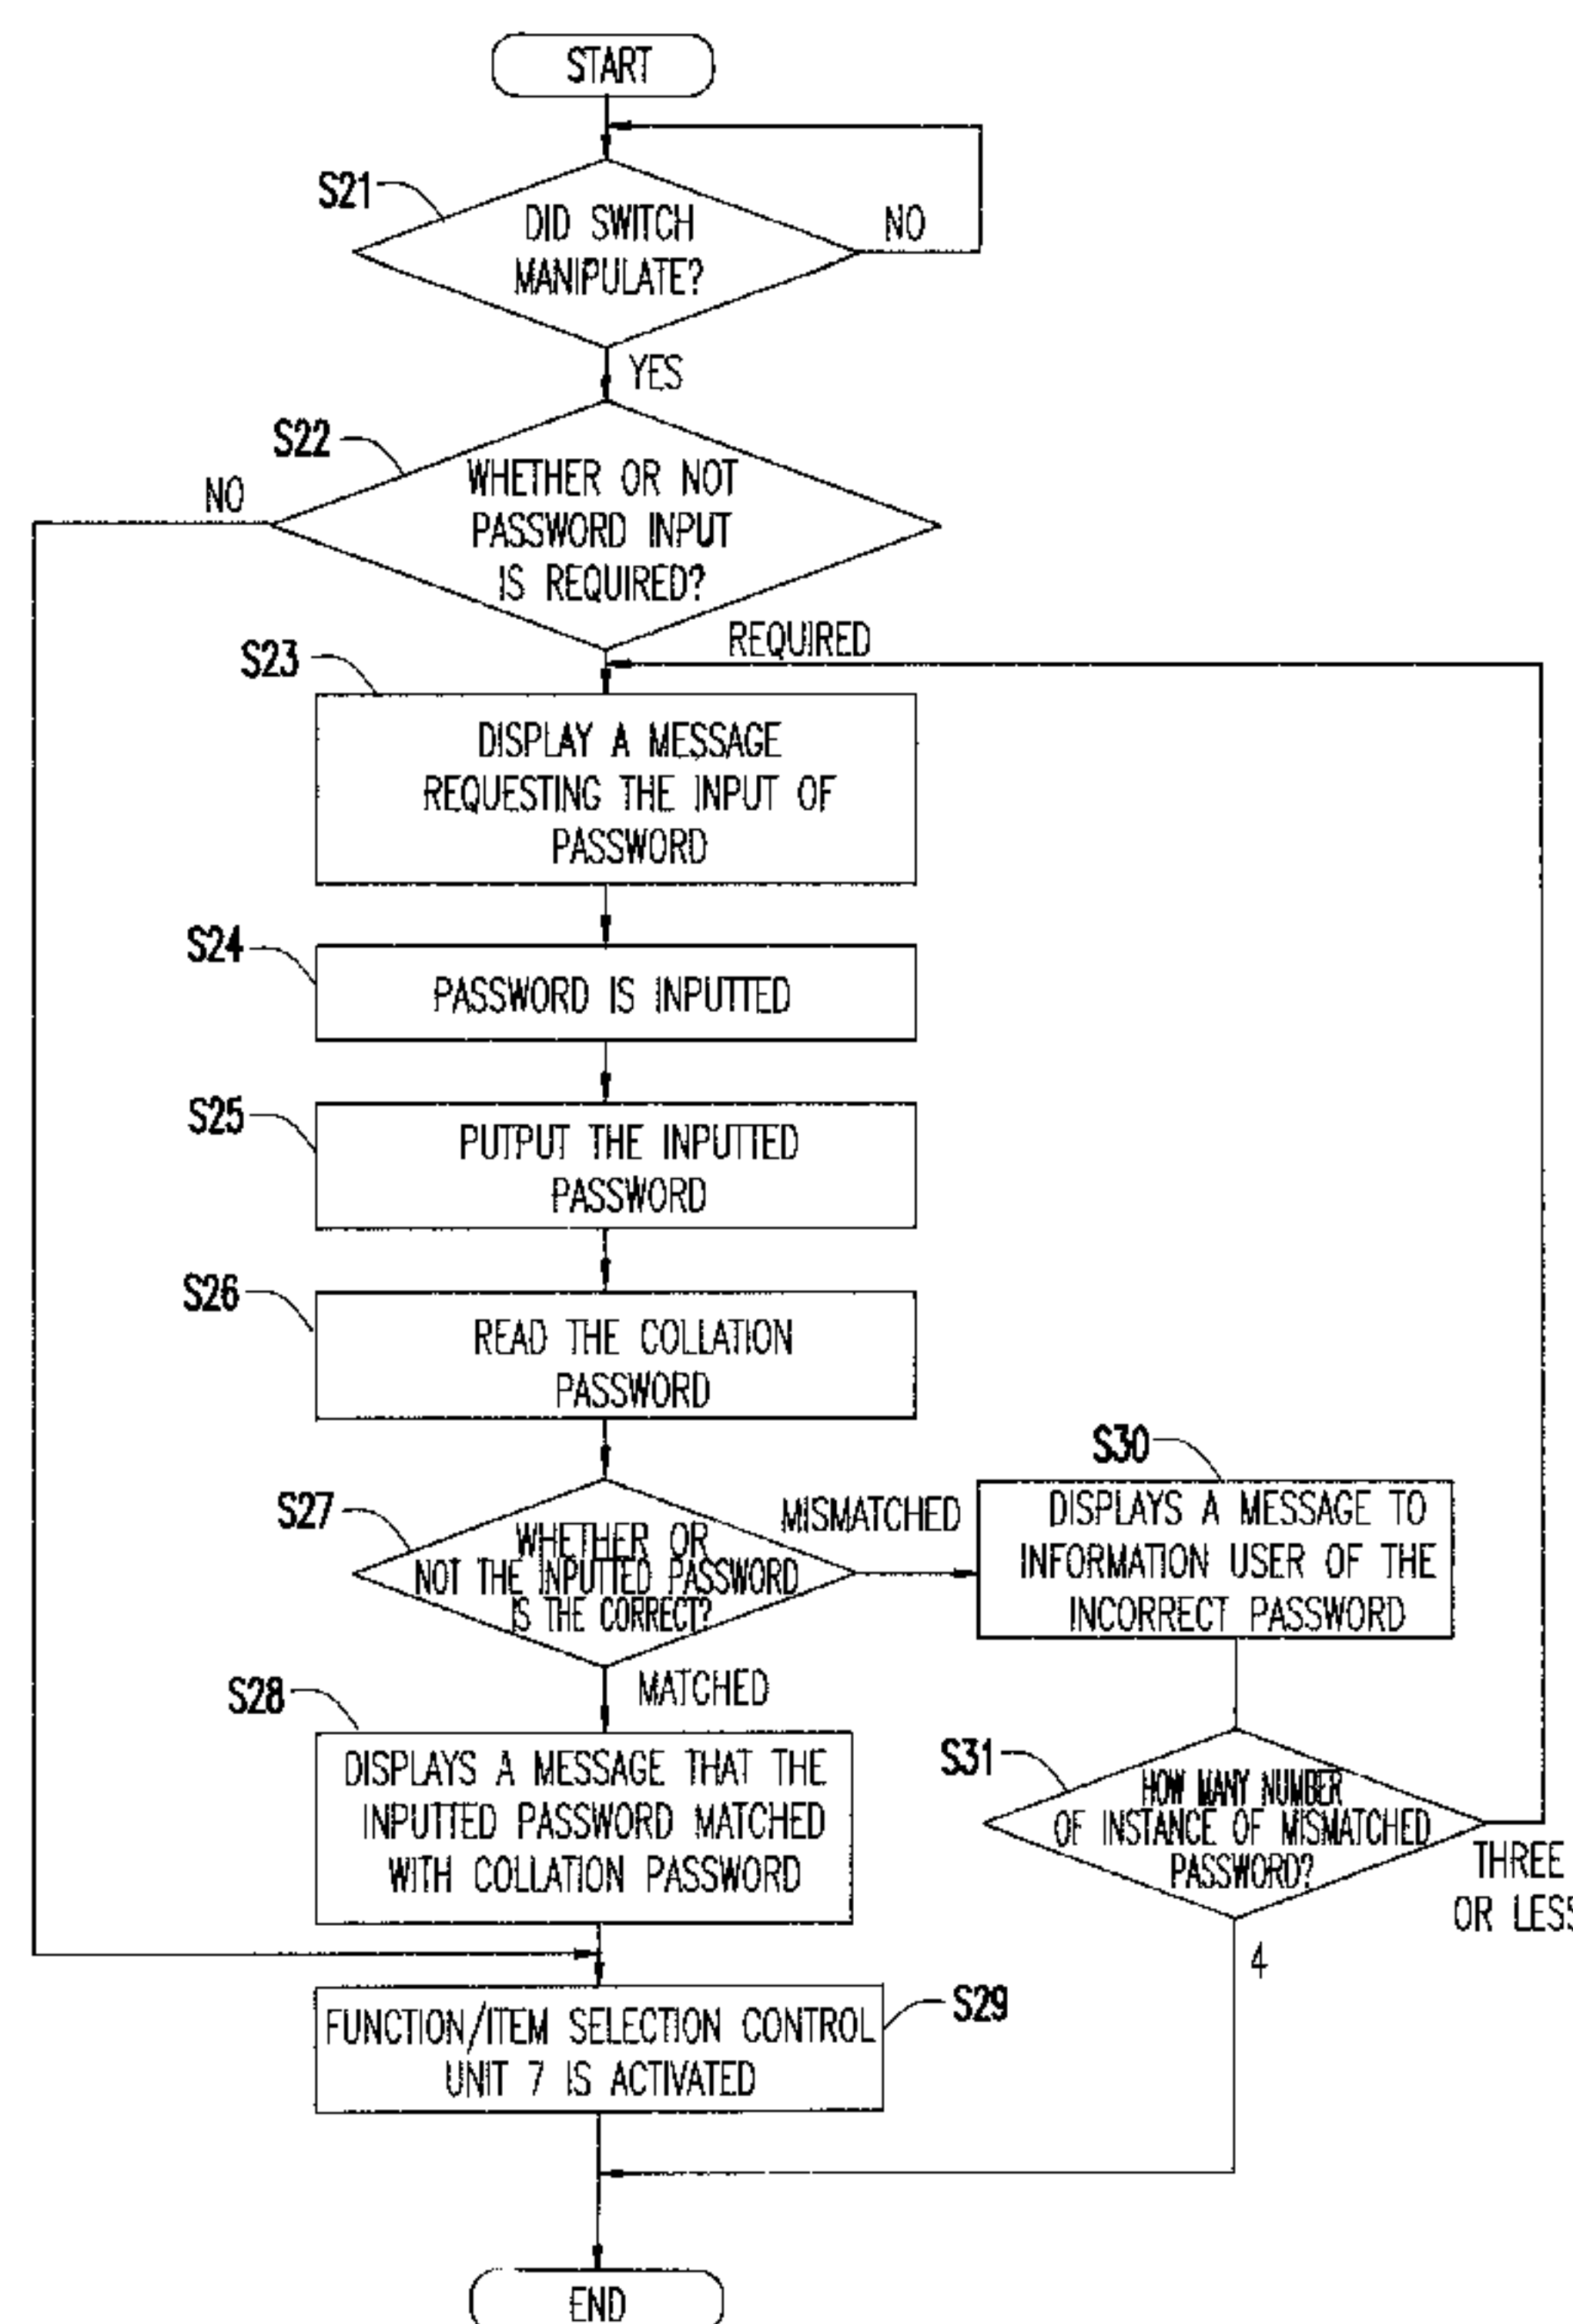 START
S21
DID SWITCH
MANIPULATE?
NO
YES
S22
WHETHER OR NOT
PASSWORD INPUT
IS REQUIRED?
NO
REQUIRED
S23
DISPLAY A MESSAGE
REQUESTING THE INPUT OF
PASSWORD
S24
PASSWORD IS INPUTTED
S25
PUTPUT THE INPUTTED
PASSWORD
S26
READ THE COLLATION
PASSWORD
S27
WHETHER OR
NOT THE INPUTTED PASSWORD
IS THE CORRECT?
MISMATCHED
S30
DISPLAYS A MESSAGE TO
INFORMATION USER OF THE
INCORRECT PASSWORD
MATCHED
S28
DISPLAYS A MESSAGE THAT THE
INPUTTED PASSWORD MATCHED
WITH COLLATION PASSWORD
S31
HOW MANY NUMBER
OF INSTANCE OF MISMATCHED
PASSWORD?
THREE
OR LESS
4
S29
FUNCTION/ITEM SELECTION CONTROL
UNIT 7 IS ACTIVATED
END